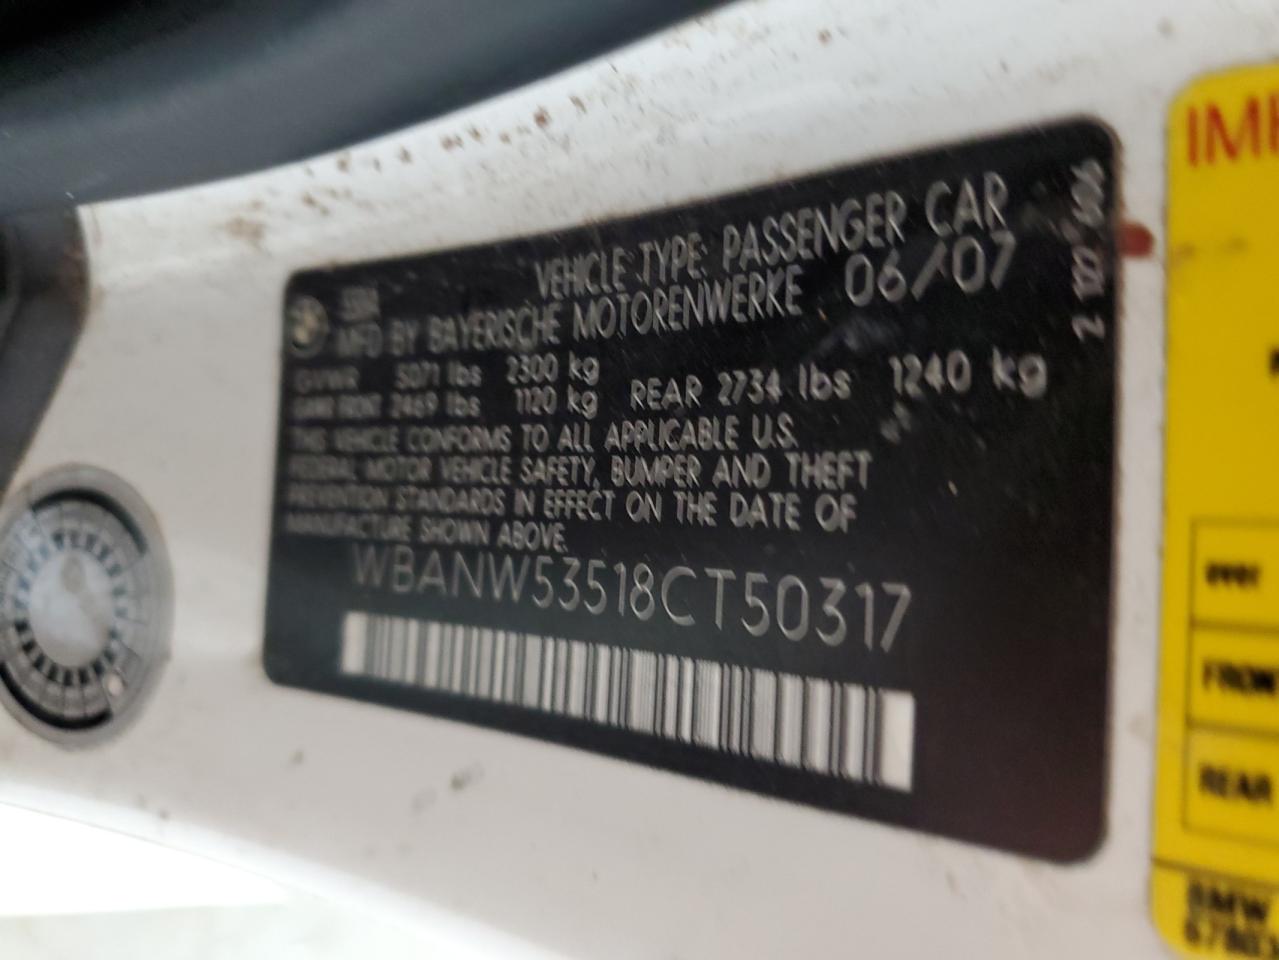 VEHICLE TYPE: PASSENGER CAR
MFD BY BAYERISCHE MOTORENWERKE 06/07
GVWR 5071 lbs 2300 kg
GAWR FRONT 2469 lbs 1120 kg REAR 2734 lbs 1240 kg
THIS VEHICLE CONFORMS TO ALL APPLICABLE U.S.
FEDERAL MOTOR VEHICLE SAFETY, BUMPER AND THEFT
PREVENTION STANDARDS IN EFFECT ON THE DATE OF
MANUFACTURE SHOWN ABOVE.
WBANW53518CT50317
FRONT
REAR
BMW